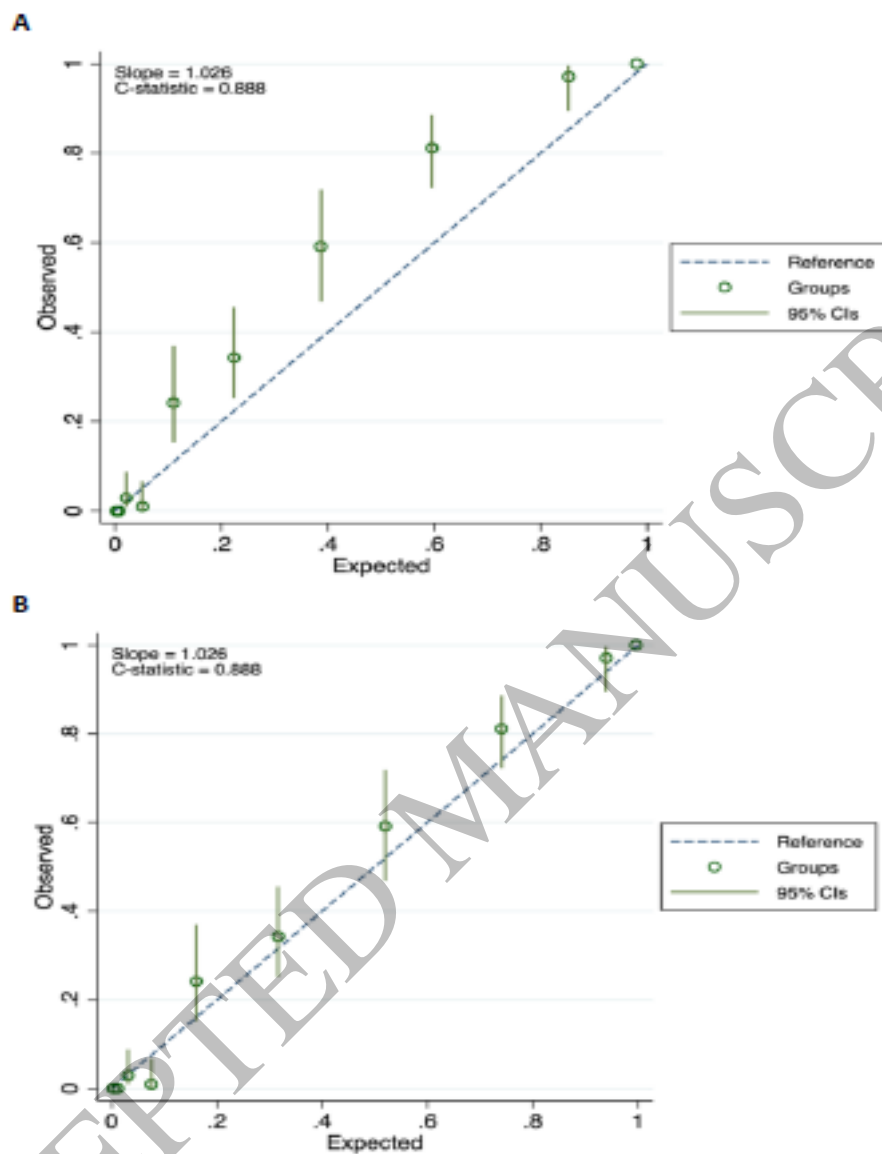 A
Slope = 1.026
C-statistic = 0.888
1
.8
.6
.4
.2
0
Observed
0 .2 .4 .6 .8 1
Expected
Reference
Groups
95% CIs
B
Slope = 1.026
C-statistic = 0.888
1
.8
.6
.4
.2
0
Observed
0 .2 .4 .6 .8 1
Expected
Reference
Groups
95% CIs
EPTED MANUSCR